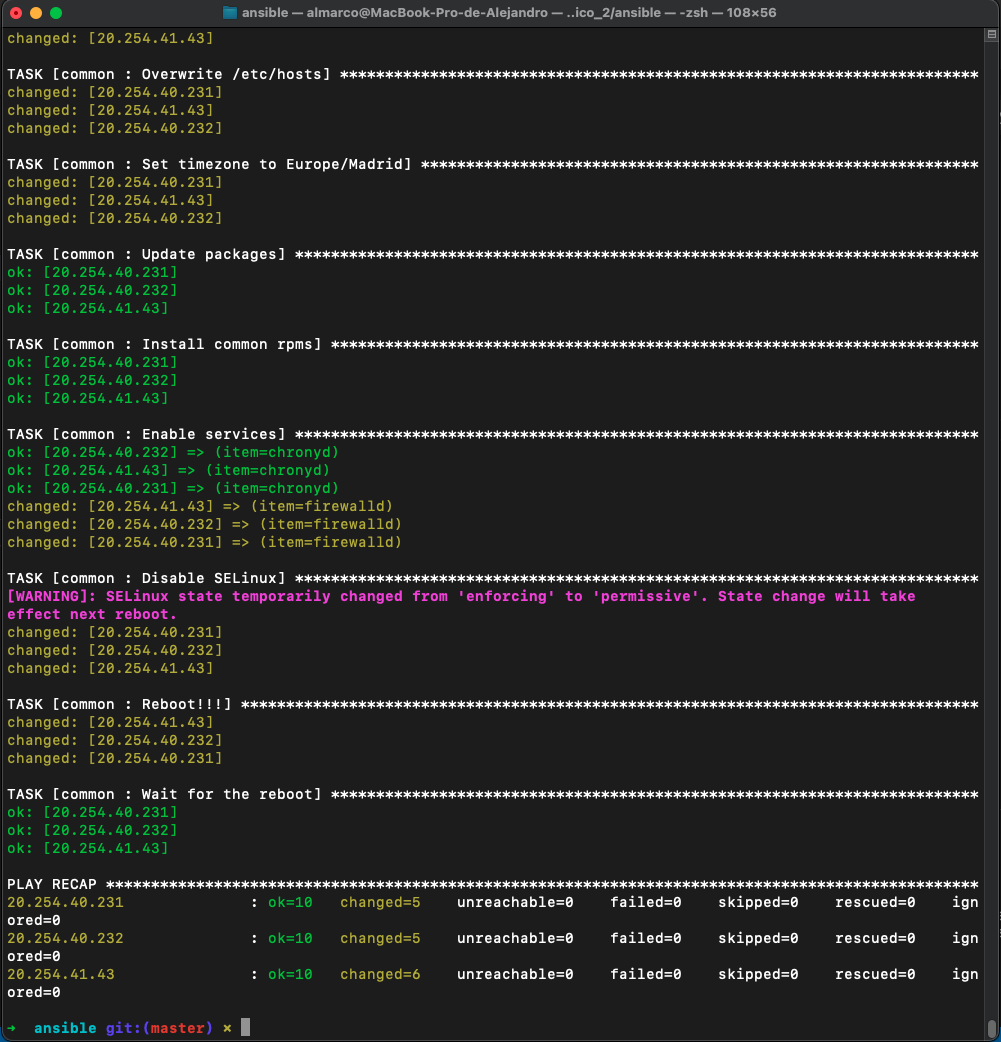 ansible — almarco@MacBook-Pro-de-Alejandro — ..ico_2/ansible — -zsh — 108×56
changed: [20.254.41.43]
TASK [common : Overwrite /etc/hosts] ***********************************************************************
changed: [20.254.40.231]
changed: [20.254.41.43]
changed: [20.254.40.232]
TASK [common : Set timezone to Europe/Madrid] **************************************************************
changed: [20.254.40.231]
changed: [20.254.41.43]
changed: [20.254.40.232]
TASK [common : Update packages] ****************************************************************************
ok: [20.254.40.231]
ok: [20.254.40.232]
ok: [20.254.41.43]
TASK [common : Install common rpms] ************************************************************************
ok: [20.254.40.231]
ok: [20.254.40.232]
ok: [20.254.41.43]
TASK [common : Enable services] ****************************************************************************
ok: [20.254.40.232] => (item=chronyd)
ok: [20.254.41.43] => (item=chronyd)
ok: [20.254.40.231] => (item=chronyd)
changed: [20.254.41.43] => (item=firewalld)
changed: [20.254.40.232] => (item=firewalld)
changed: [20.254.40.231] => (item=firewalld)
TASK [common : Disable SELinux] ****************************************************************************
[WARNING]: SELinux state temporarily changed from 'enforcing' to 'permissive'. State change will take
effect next reboot.
changed: [20.254.40.231]
changed: [20.254.40.232]
changed: [20.254.41.43]
TASK [common : Reboot!!!] **********************************************************************************
changed: [20.254.41.43]
changed: [20.254.40.232]
changed: [20.254.40.231]
TASK [common : Wait for the reboot] ************************************************************************
ok: [20.254.40.231]
ok: [20.254.40.232]
ok: [20.254.41.43]
PLAY RECAP *************************************************************************************************
20.254.40.231              : ok=10   changed=5    unreachable=0    failed=0    skipped=0    rescued=0    ign
ored=0
20.254.40.232              : ok=10   changed=5    unreachable=0    failed=0    skipped=0    rescued=0    ign
ored=0
20.254.41.43               : ok=10   changed=6    unreachable=0    failed=0    skipped=0    rescued=0    ign
ored=0
➜  ansible git:(master) ×